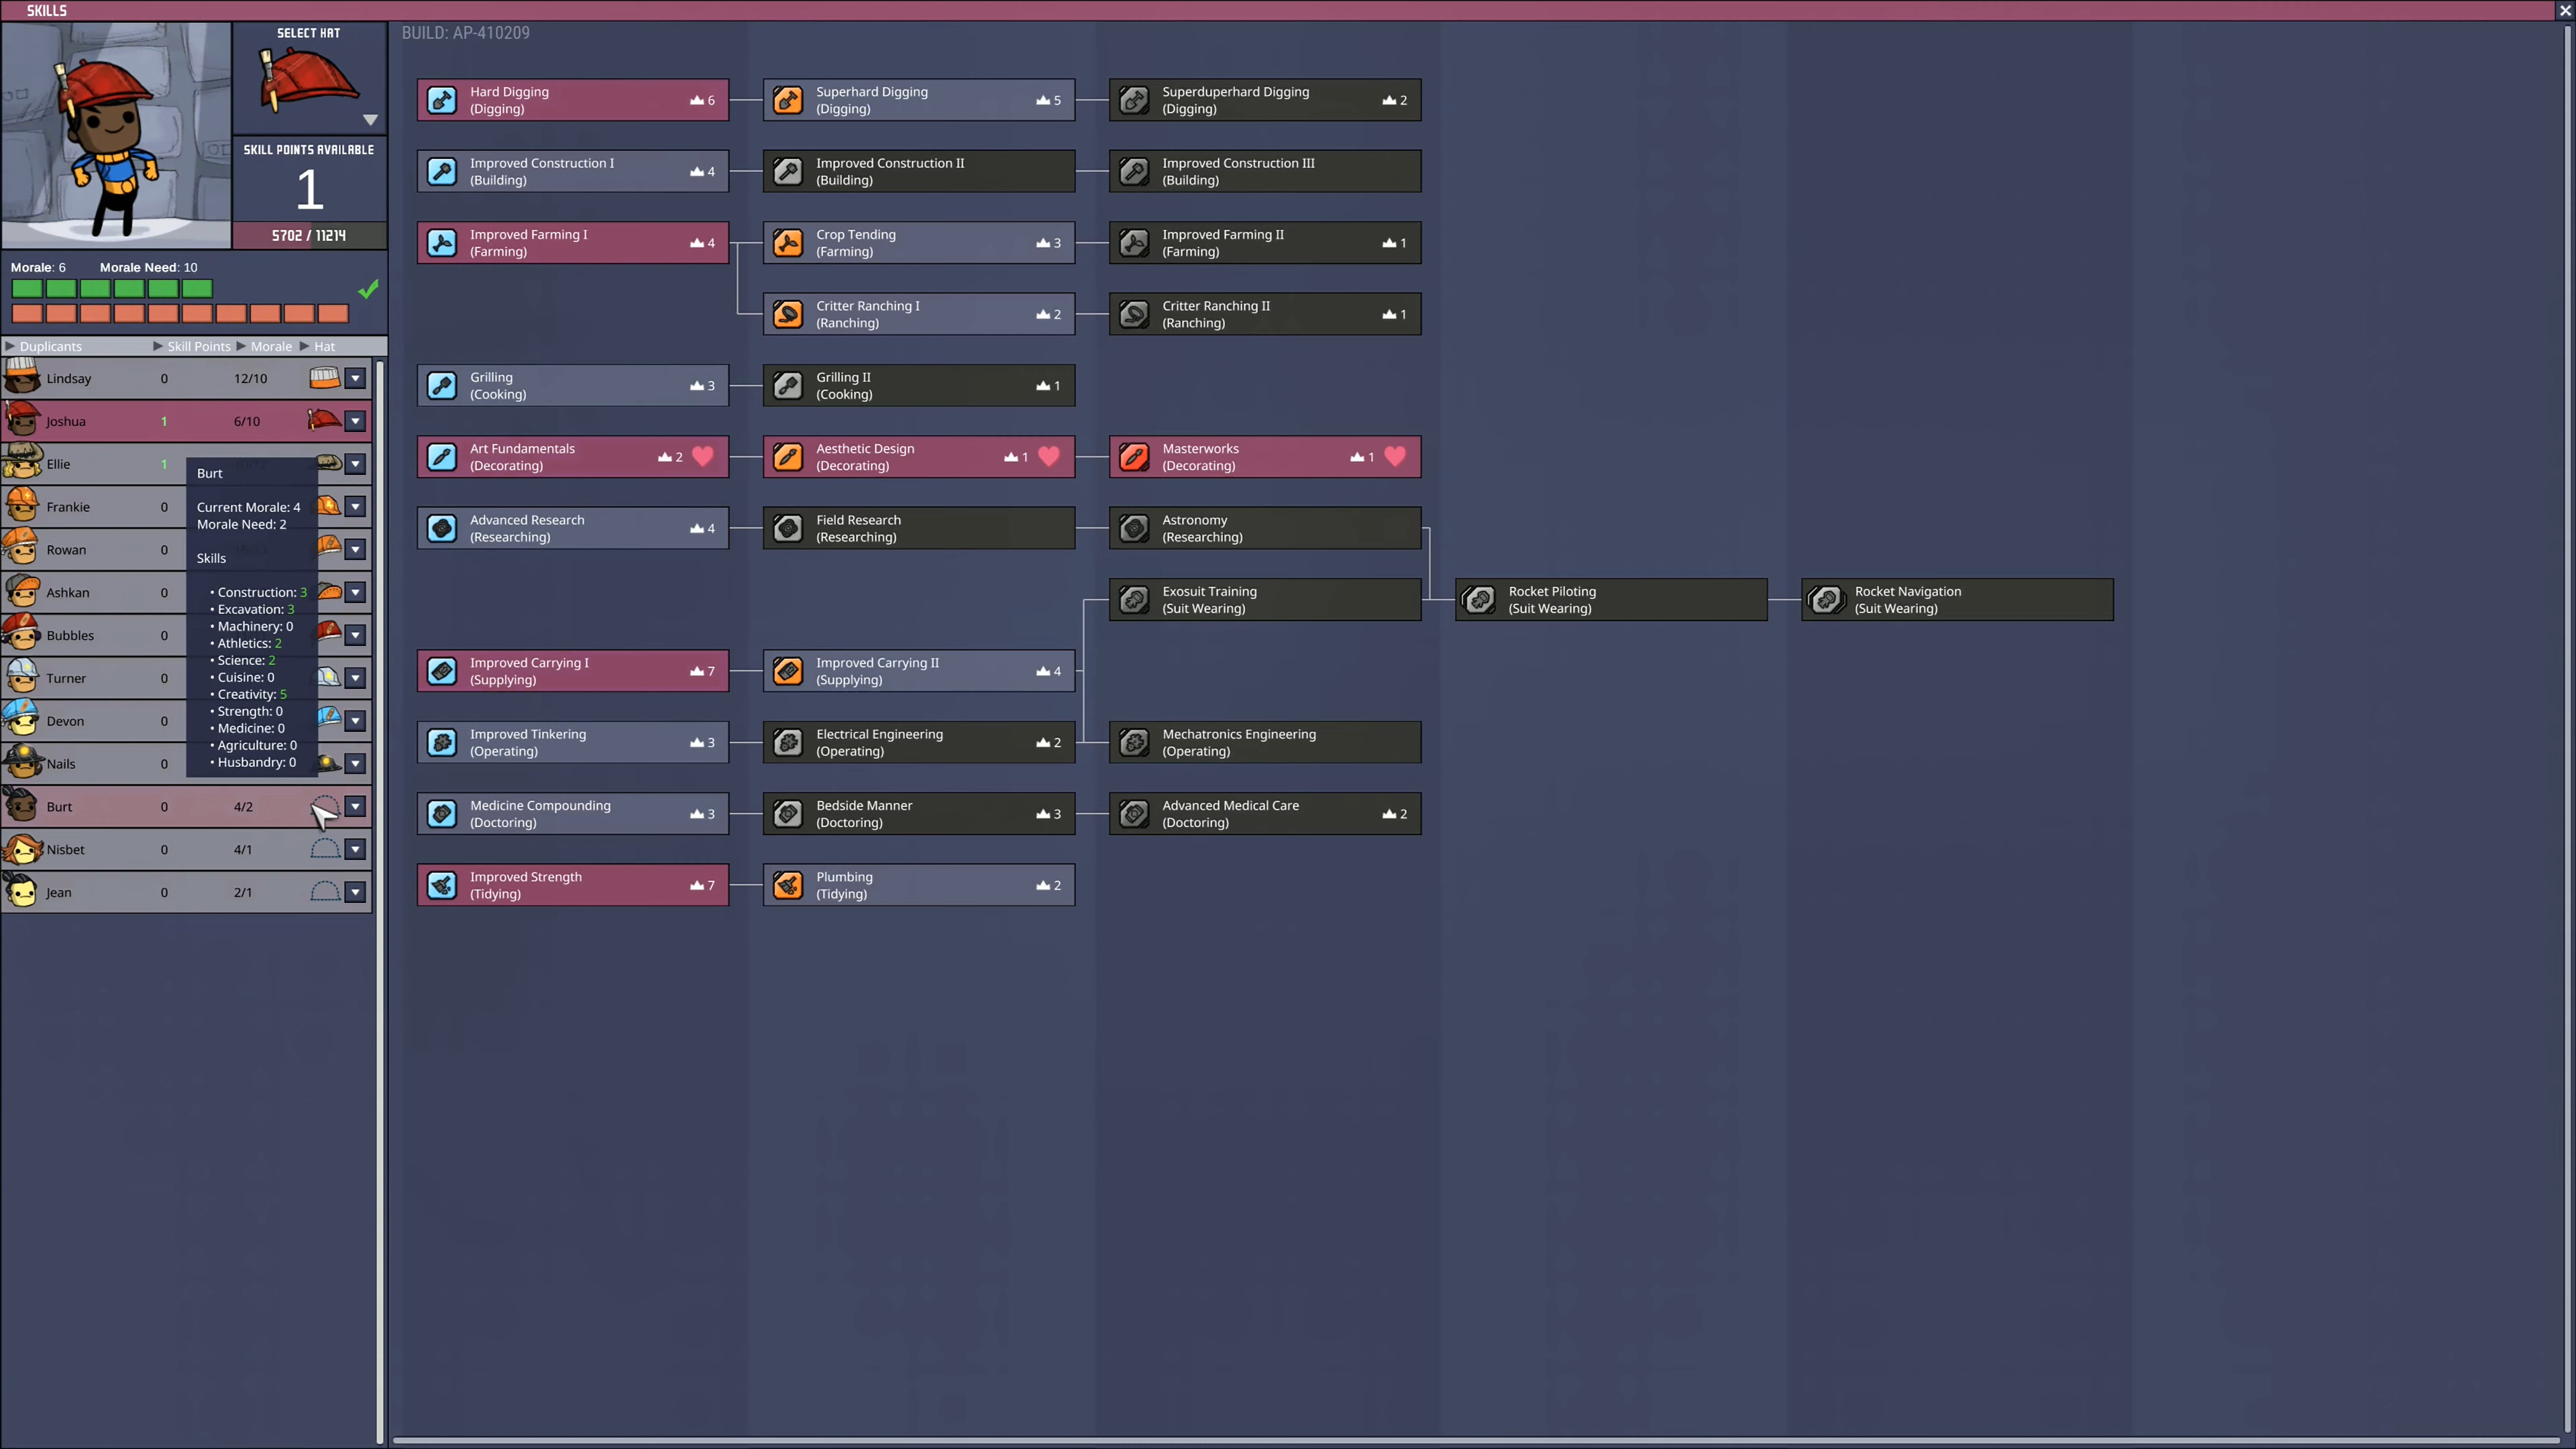 SKILLS
SELECT HAT
SKILL POINTS AVAILABLE
1
5702 / 11214
Morale: 6 Morale Need: 10
Duplicants Skill Points Morale Hat
Lindsay 0 12/10
Joshua 1 6/10
Ellie 1
Frankie 0
Rowan 0
Ashkan 0
Bubbles 0
Turner 0
Devon 0
Nails 0
Burt 0 4/2
Nisbet 0 4/1
Jean 0 2/1
Burt
Current Morale: 4
Morale Need: 2
Skills
• Construction: 3
• Excavation: 3
• Machinery: 0
• Athletics: 2
• Science: 2
• Cuisine: 0
• Creativity: 5
• Strength: 0
• Medicine: 0
• Agriculture: 0
• Husbandry: 0
BUILD: AP-410209
Hard Digging
(Digging)
6
Superhard Digging
(Digging)
5
Superduperhard Digging
(Digging)
2
Improved Construction I
(Building)
4
Improved Construction II
(Building)
Improved Construction III
(Building)
Improved Farming I
(Farming)
4
Crop Tending
(Farming)
3
Improved Farming II
(Farming)
1
Critter Ranching I
(Ranching)
2
Critter Ranching II
(Ranching)
1
Grilling
(Cooking)
3
Grilling II
(Cooking)
1
Art Fundamentals
(Decorating)
2
Aesthetic Design
(Decorating)
1
Masterworks
(Decorating)
1
Advanced Research
(Researching)
4
Field Research
(Researching)
Astronomy
(Researching)
Exosuit Training
(Suit Wearing)
Rocket Piloting
(Suit Wearing)
Rocket Navigation
(Suit Wearing)
Improved Carrying I
(Supplying)
7
Improved Carrying II
(Supplying)
4
Improved Tinkering
(Operating)
3
Electrical Engineering
(Operating)
2
Mechatronics Engineering
(Operating)
Medicine Compounding
(Doctoring)
3
Bedside Manner
(Doctoring)
3
Advanced Medical Care
(Doctoring)
2
Improved Strength
(Tidying)
7
Plumbing
(Tidying)
2